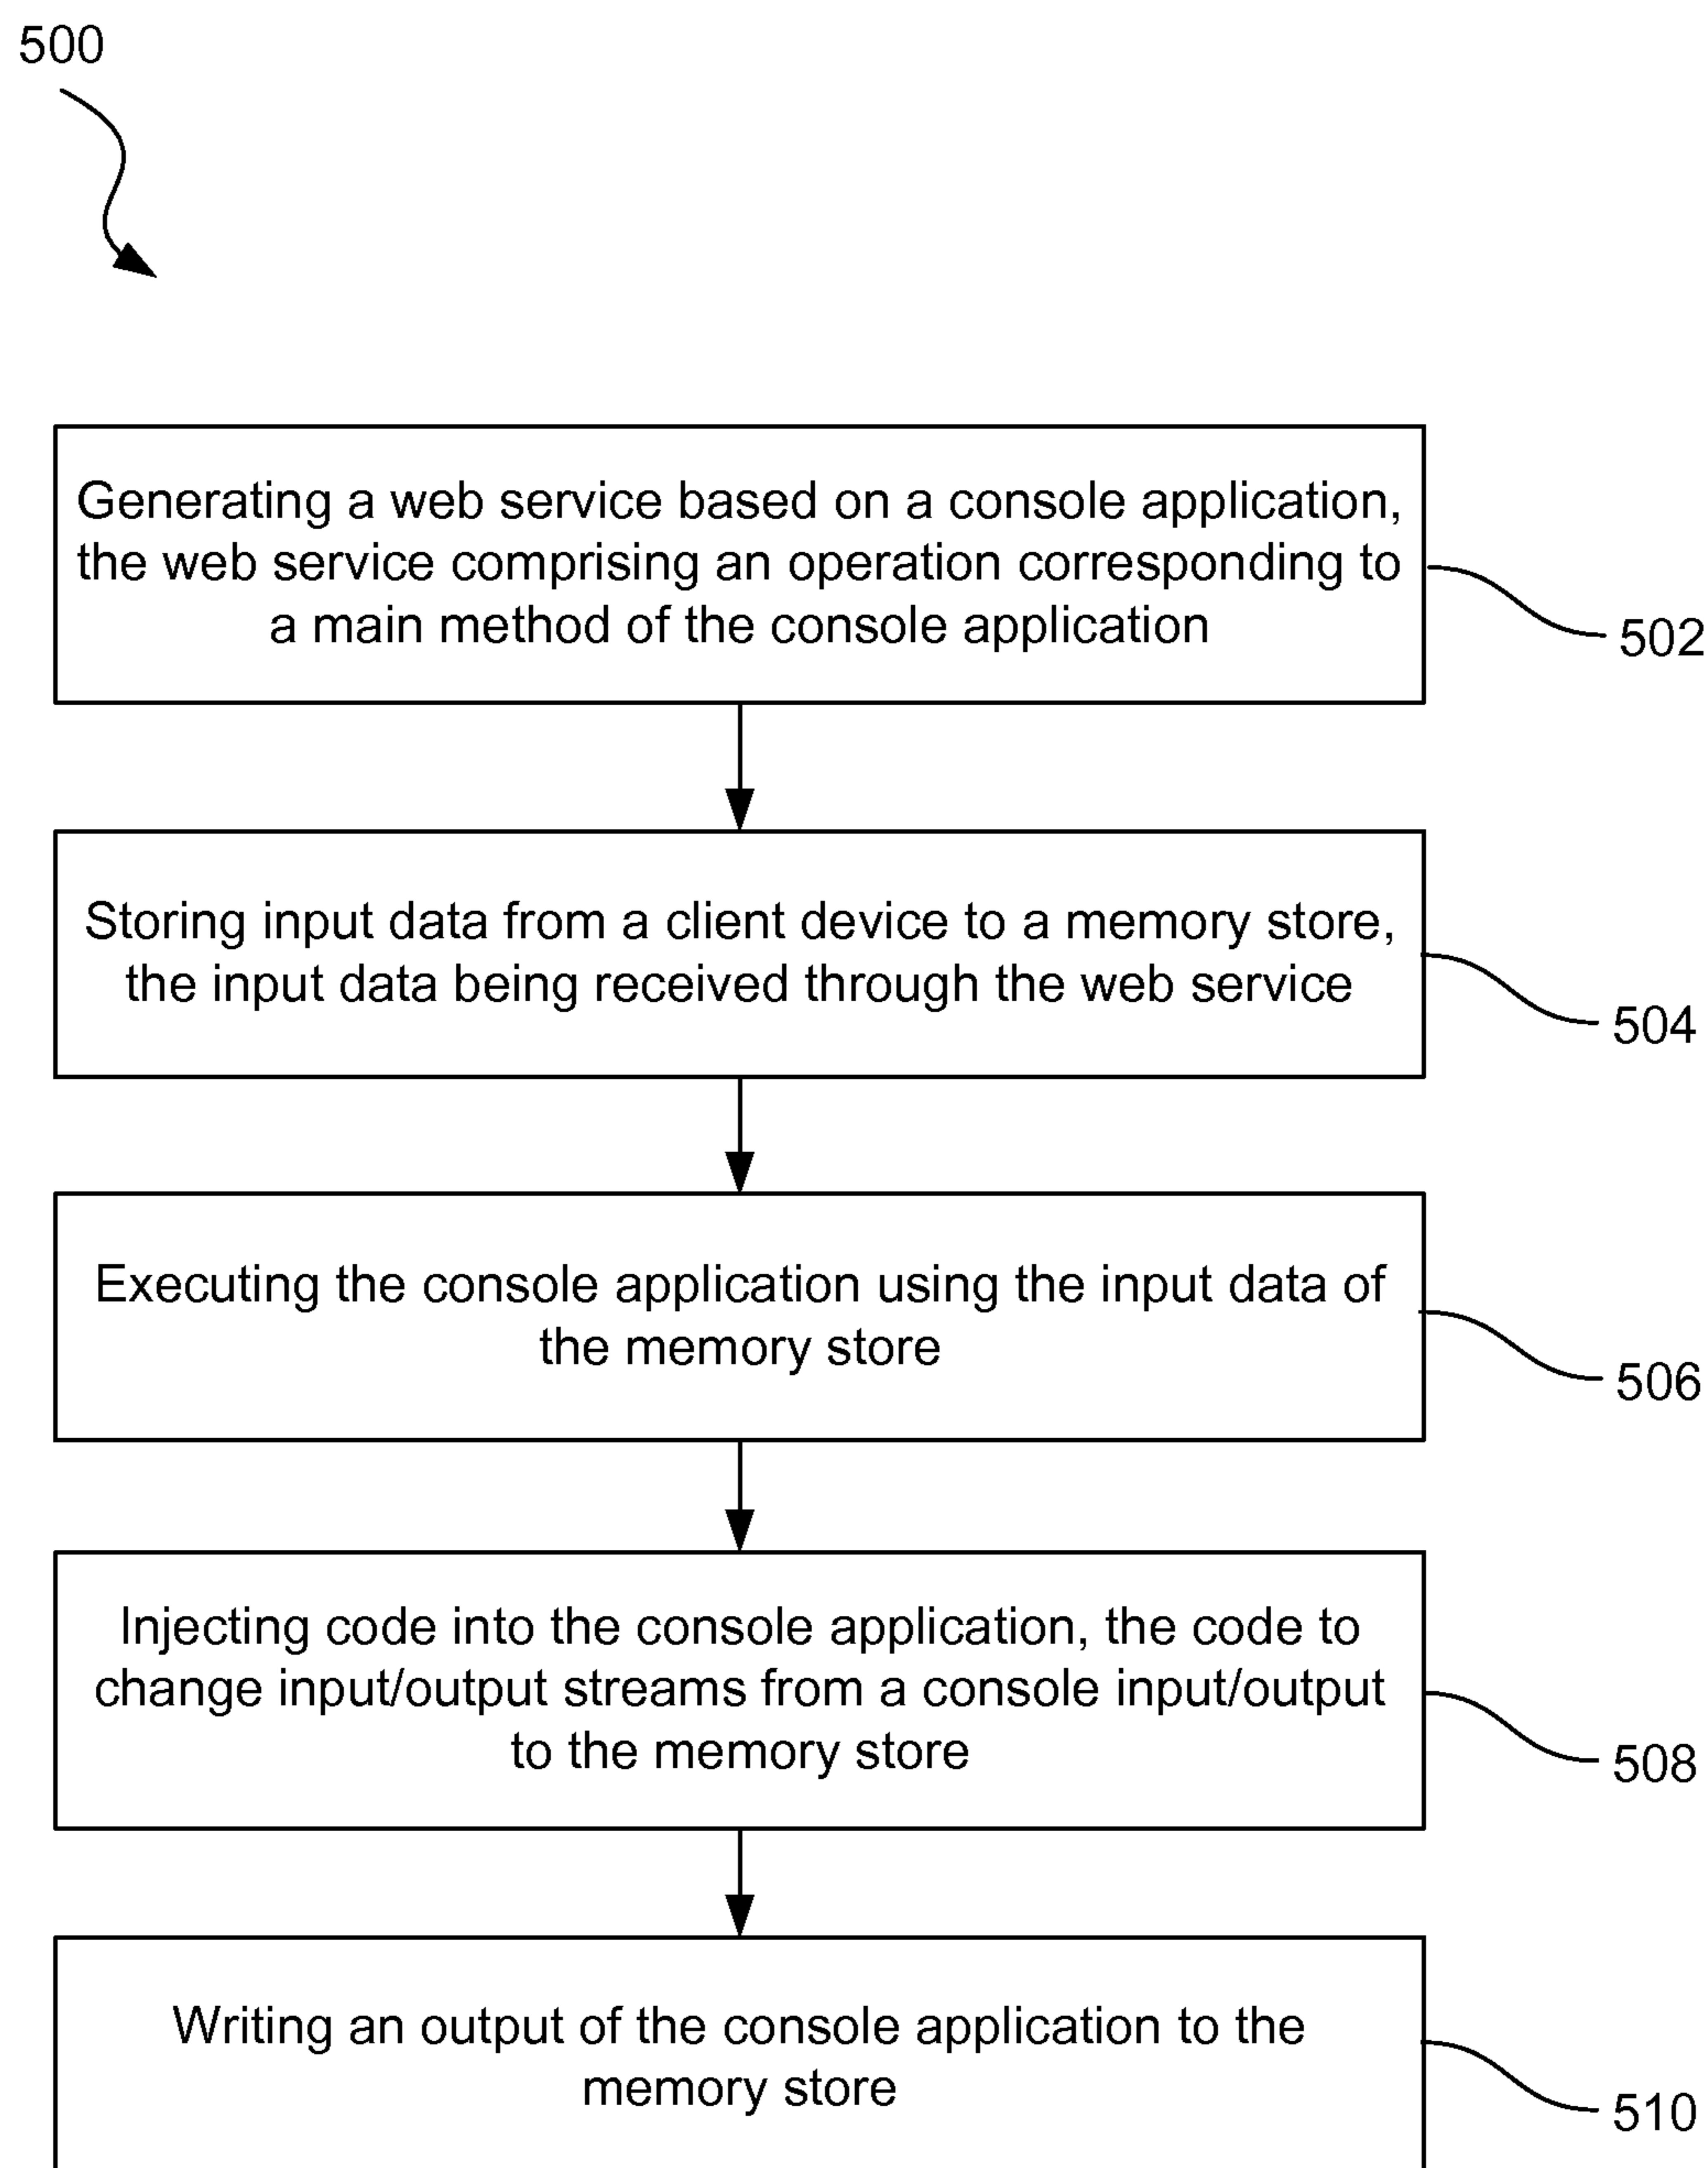 500
Generating a web service based on a console application,
the web service comprising an operation corresponding to
a main method of the console application
502
Storing input data from a client device to a memory store,
the input data being received through the web service
504
Executing the console application using the input data of
the memory store
506
Injecting code into the console application, the code to
change input/output streams from a console input/output
to the memory store
508
Writing an output of the console application to the
memory store
510